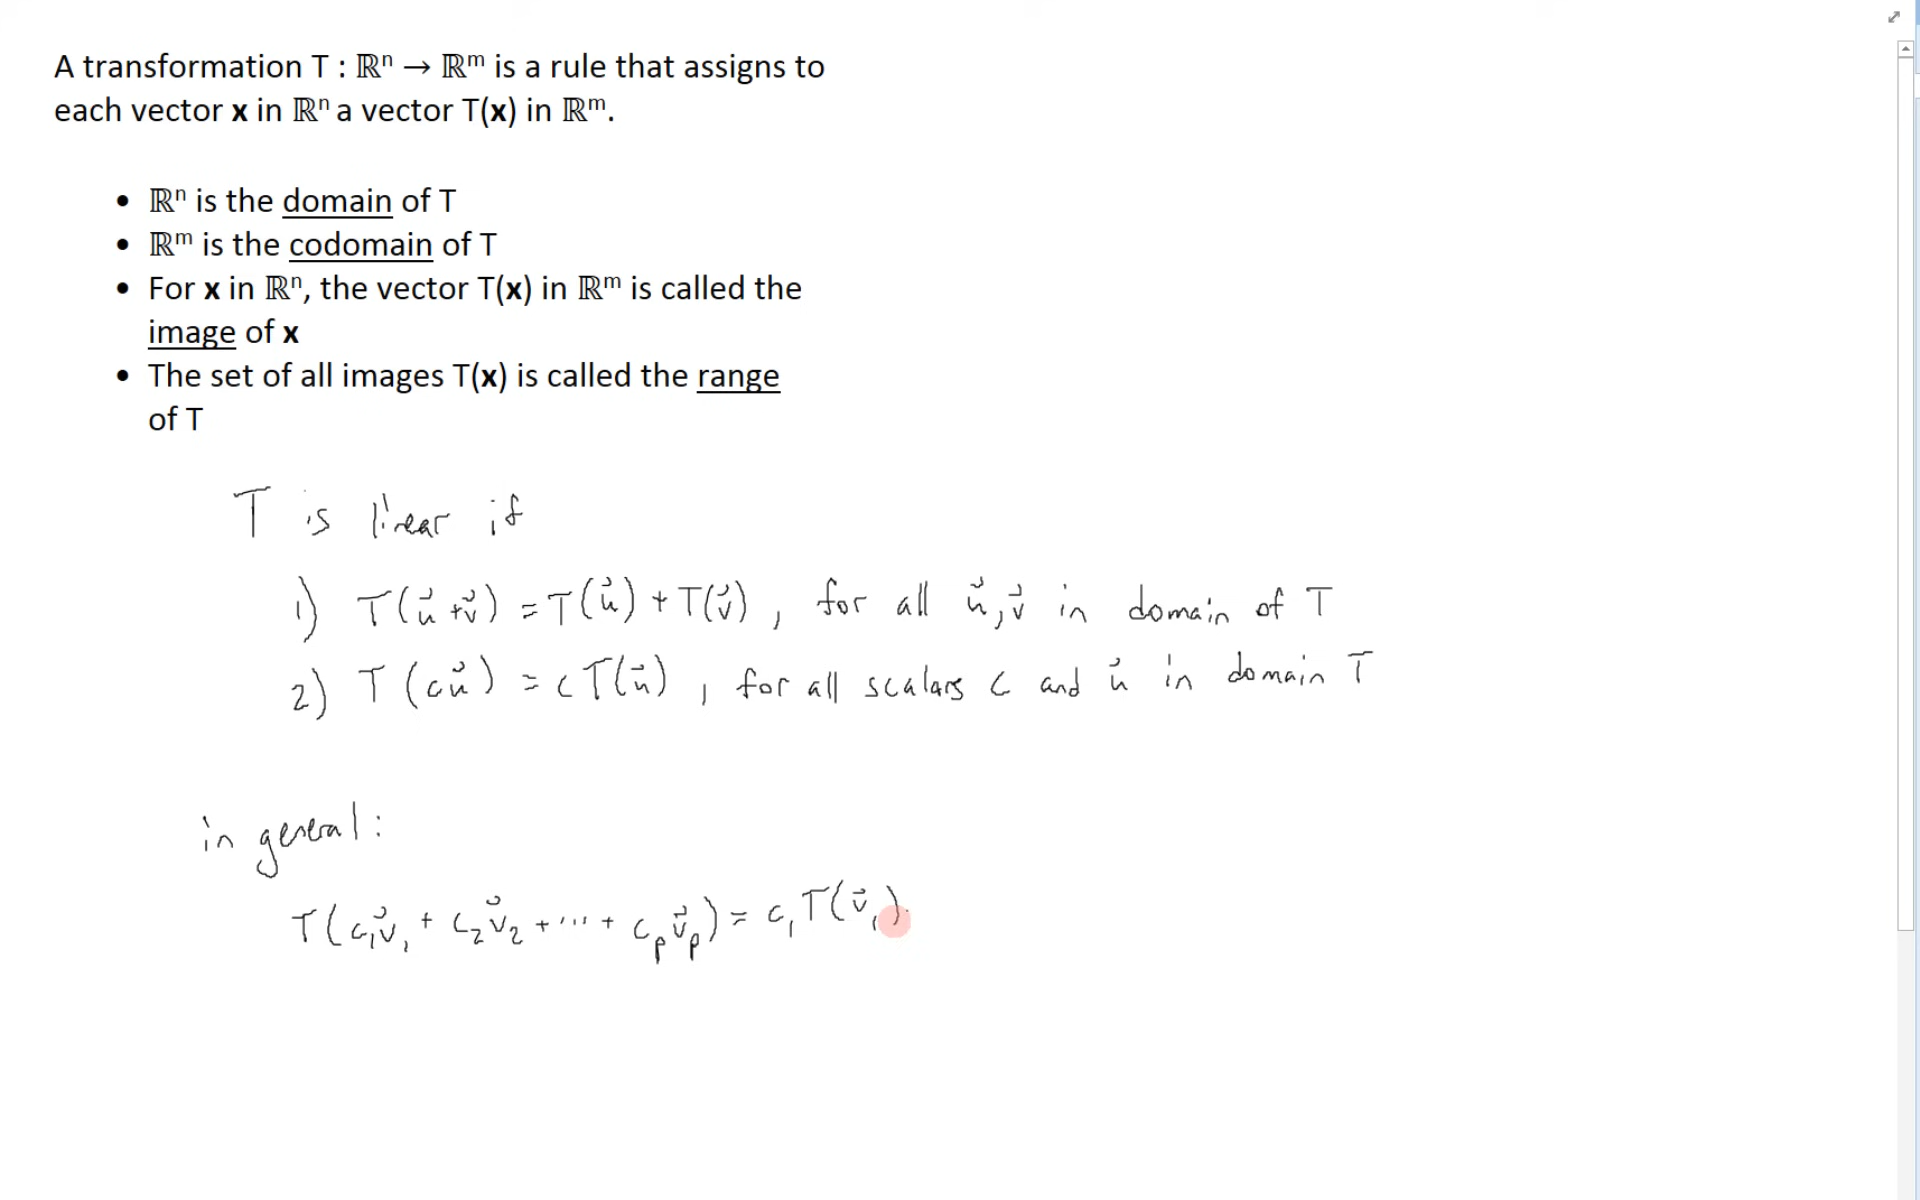 A transformation T : ℝⁿ → ℝᵐ is a rule that assigns to
each vector x in ℝⁿ a vector T(x) in ℝᵐ.
• ℝⁿ is the domain of T
• ℝᵐ is the codomain of T
• For x in ℝⁿ, the vector T(x) in ℝᵐ is called the
image of x
• The set of all images T(x) is called the range
of T
T is linear if
1) T(u⃗ + v⃗) = T(u⃗) + T(v⃗), for all u⃗, v⃗ in domain of T
2) T(cu⃗) = cT(u⃗), for all scalars c and u⃗ in domain T
in general:
T(c₁v⃗₁ + c₂v⃗₂ + ... + cₚv⃗ₚ) = c₁T(v⃗₁)